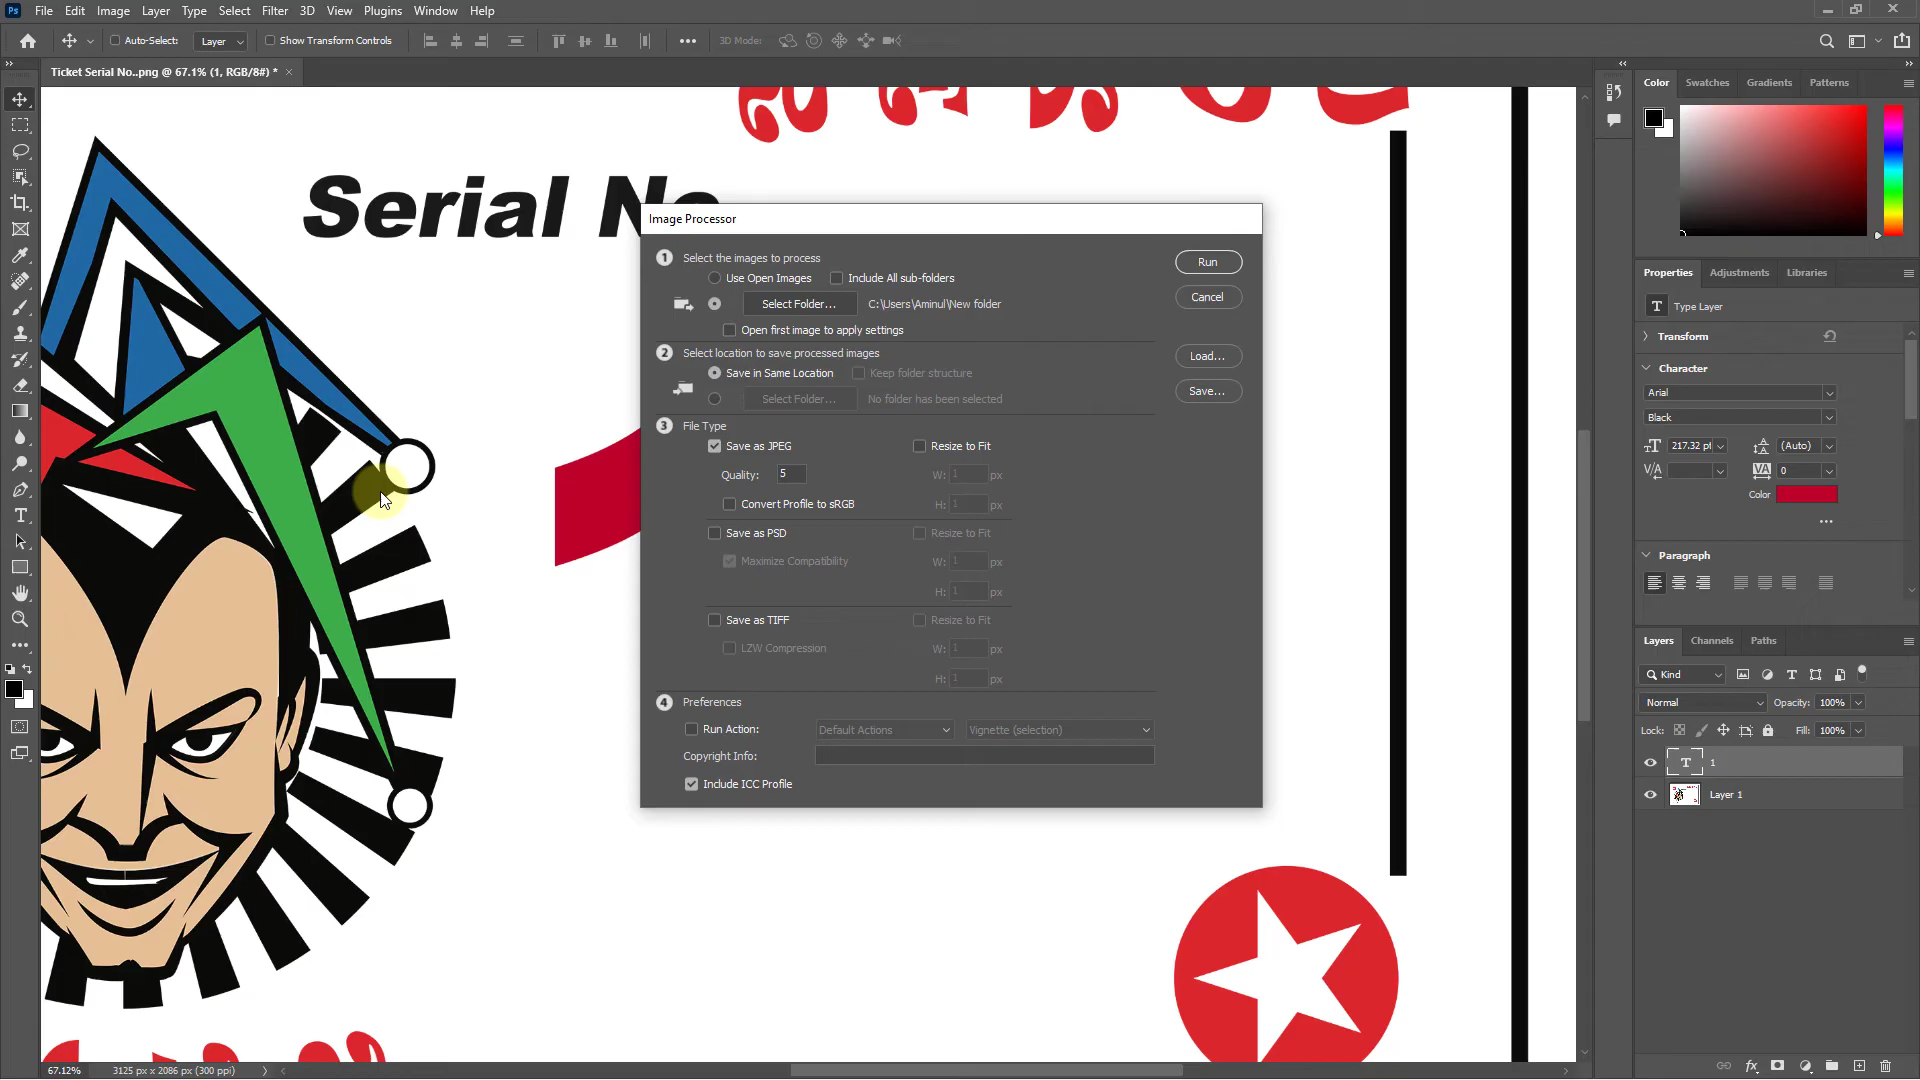 Ps File Edit Image Layer Type Select Filter 3D View Plugins Window Help
Auto-Select: Layer Show Transform Controls 3D Mode:
Ticket Serial No..png @ 67.1% (1, RGB/8#) *
Serial No
Image Processor
1 Select the images to process
Use Open Images Include All sub-folders
Select Folder... C:\Users\Aminul\New folder
Open first image to apply settings
2 Select location to save processed images
Save in Same Location Keep folder structure
Select Folder... No folder has been selected
3 File Type
Save as JPEG Resize to Fit
Quality: 5 W: 1 px
Convert Profile to sRGB H: 1 px
Save as PSD Resize to Fit
Maximize Compatibility W: 1 px
H: 1 px
Save as TIFF Resize to Fit
LZW Compression W: 1 px
H: 1 px
4 Preferences
Run Action: Default Actions Vignette (selection)
Copyright Info:
Include ICC Profile
Run
Cancel
Load...
Save...
Color Swatches Gradients Patterns
Properties Adjustments Libraries
T Type Layer
Transform
Character
Arial
Black
217.32 pt (Auto)
0
Color
Paragraph
Layers Channels Paths
Kind
Normal Opacity: 100%
Lock: Fill: 100%
T 1
Layer 1
67.12% 3125 px x 2086 px (300 ppi)